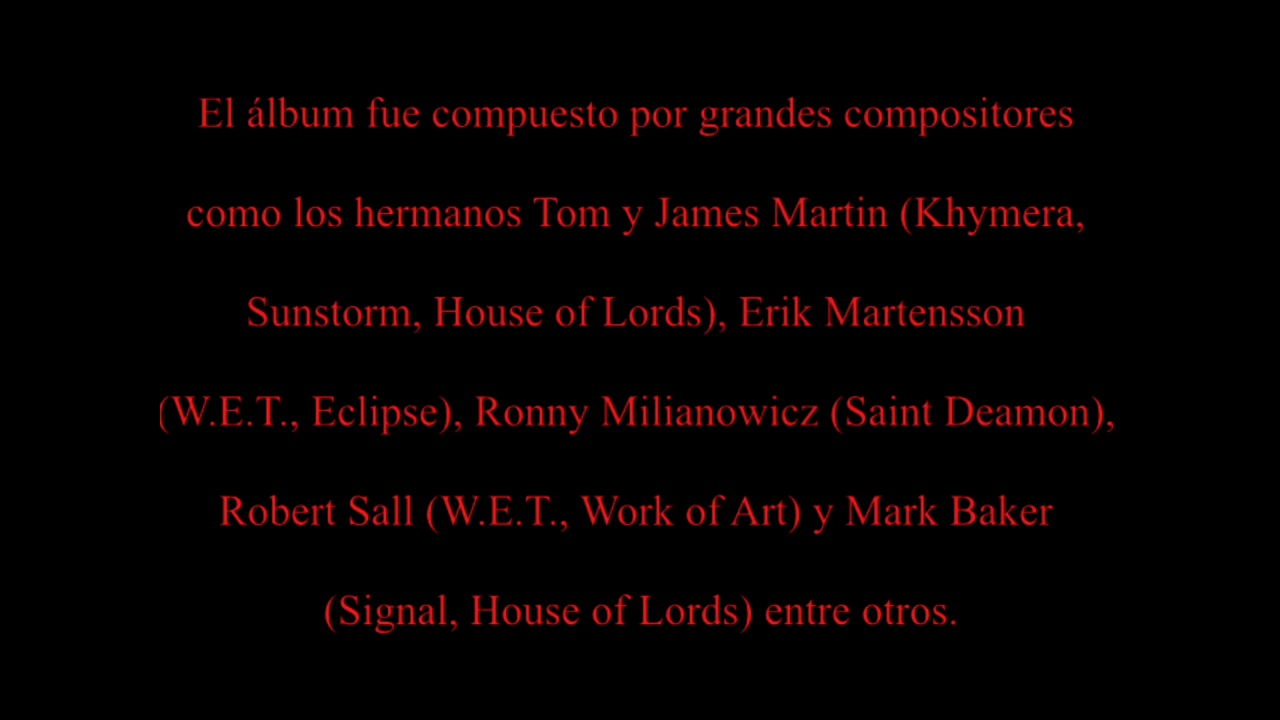 El álbum fue compuesto por grandes compositores
como los hermanos Tom y James Martin (Khymera,
Sunstorm, House of Lords), Erik Martensson
(W.E.T., Eclipse), Ronny Milianowicz (Saint Deamon),
Robert Sall (W.E.T., Work of Art) y Mark Baker
(Signal, House of Lords) entre otros.